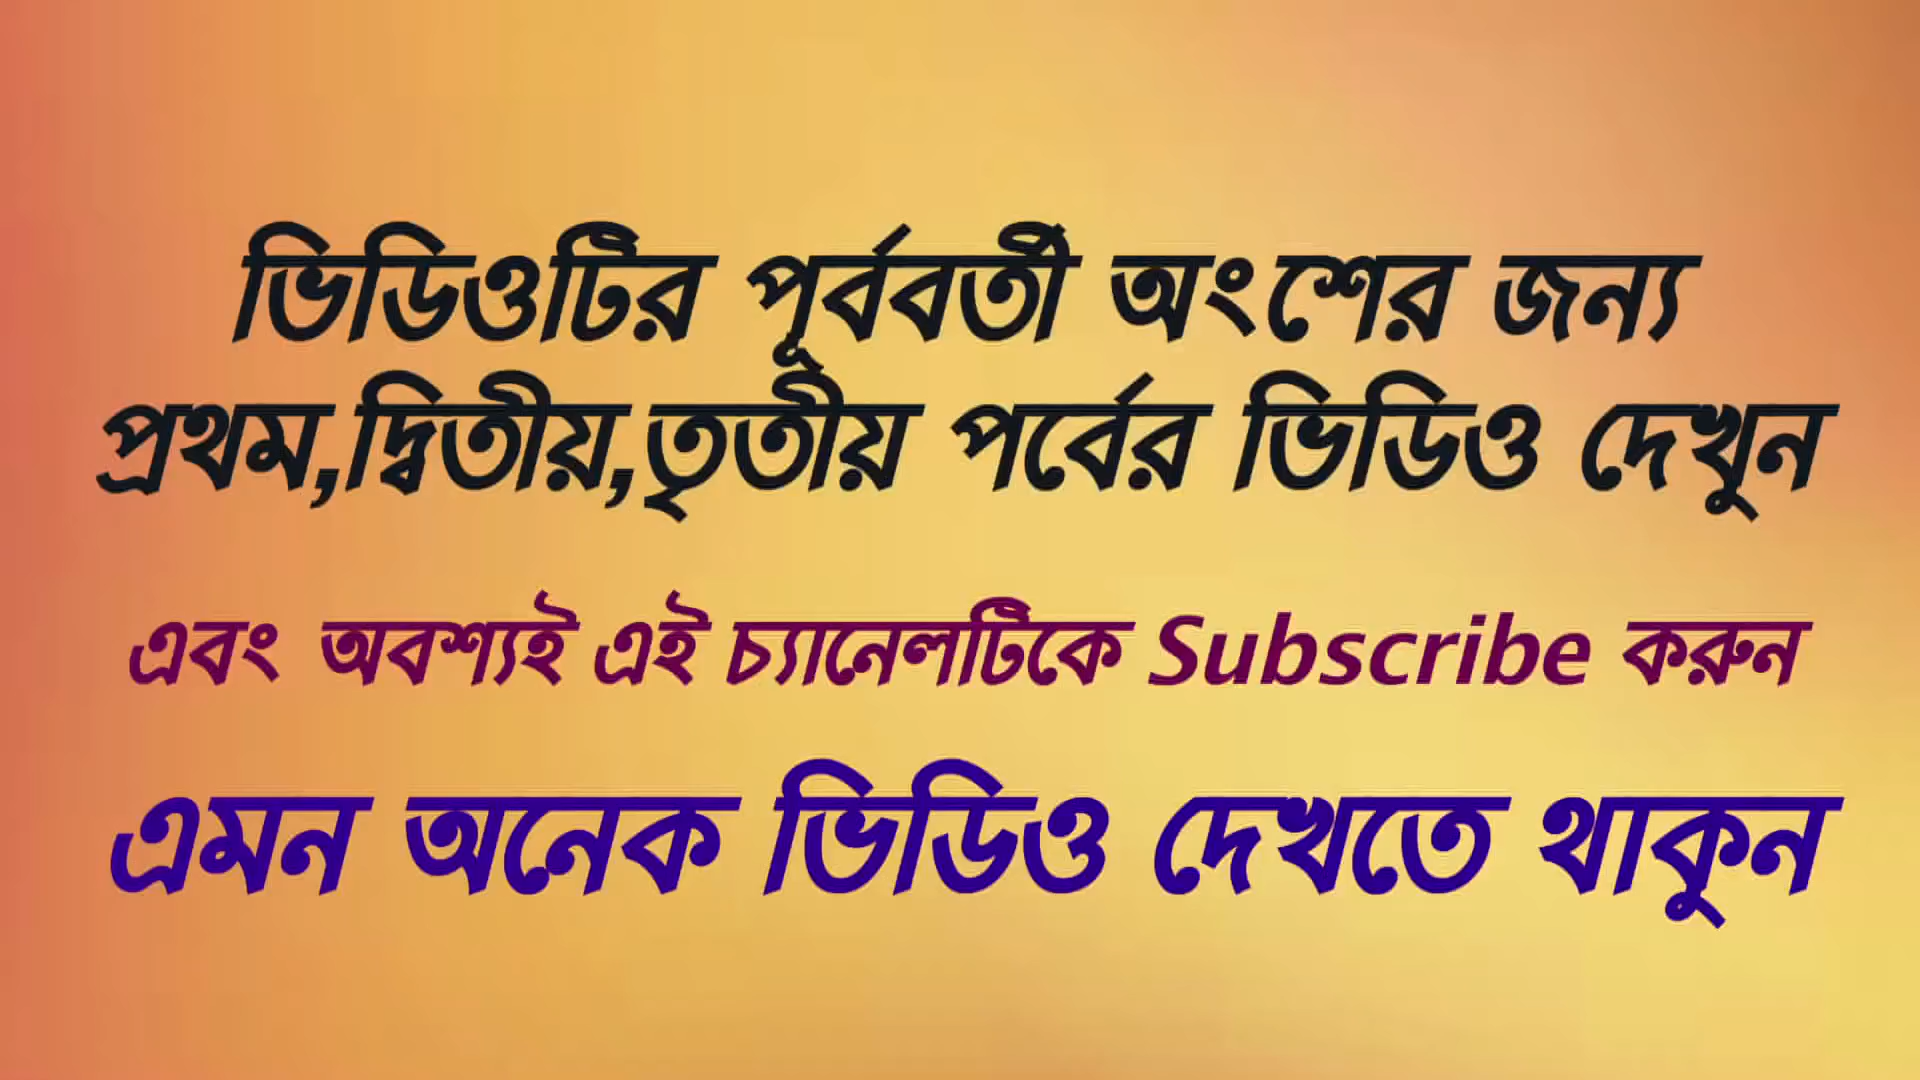 ভিডিওটির পূর্ববর্তী অংশের জন্য
প্রথম,দ্বিতীয়,তৃতীয় পর্বের ভিডিও দেখুন
এবং অবশ্যই এই চ্যানেলটিকে Subscribe করুন
এমন অনেক ভিডিও দেখতে থাকুন